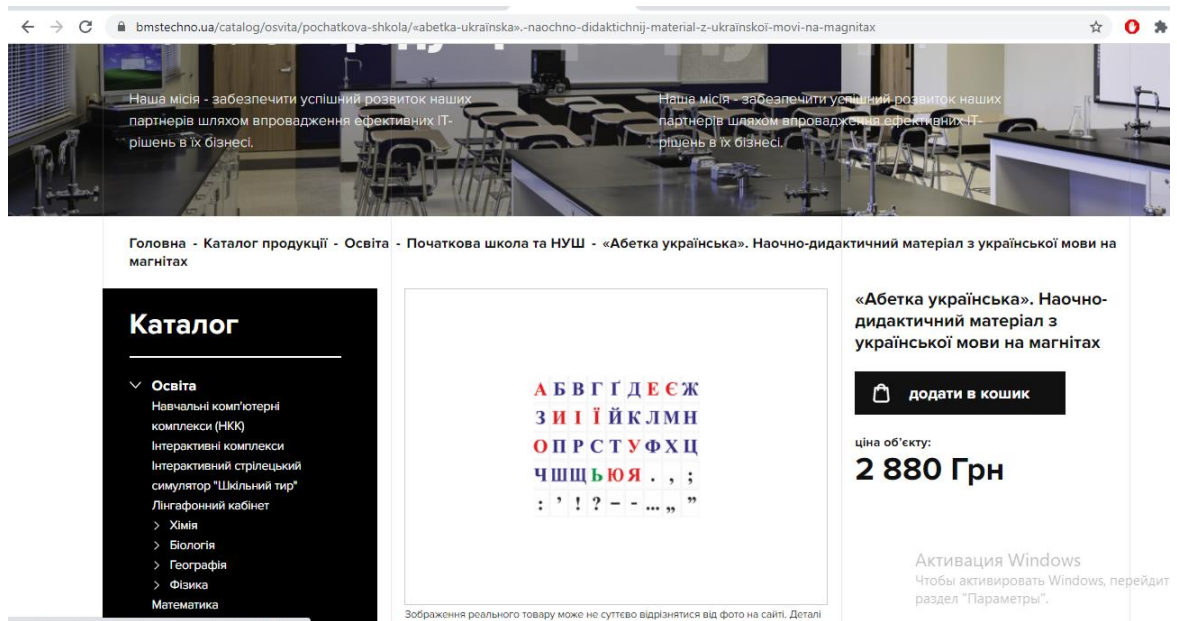 bmstechno.ua/catalog/osvita/pochatkova-shkola/«abetka-ukraїnska».-naochno-didaktichnij-material-z-ukraїnskoї-movi-na-magnitax
Наша місія - забезпечити успішний розвиток наших
партнерів шляхом впровадження ефективних ІТ-
рішень в їх бізнесі.
Наша місія - забезпечити успішний розвиток наших
партнерів шляхом впровадження ефективних ІТ-
рішень в їх бізнесі.
Головна - Каталог продукції - Освіта - Початкова школа та НУШ - «Абетка українська». Наочно-дидактичний матеріал з української мови на
магнітах
Каталог
Освіта
Навчальні комп'ютерні
комплекси (НКК)
Інтерактивні комплекси
Інтерактивний стрілецький
симулятор "Шкільний тир"
Лінгафонний кабінет
> Хімія
> Біологія
> Географія
> Фізика
Математика
А Б В Г Ґ Д Е Є Ж
З И І Ї Й К Л М Н
О П Р С Т У Ф Х Ц
Ч Ш Щ Ь Ю Я . , ;
: ’ ! ? – - ... „ ”
Зображення реального товару може не суттєво відрізнятися від фото на сайті. Деталі
«Абетка українська». Наочно-
дидактичний матеріал з
української мови на магнітах
додати в кошик
ціна об'єкту:
2 880 Грн
Активация Windows
Чтобы активировать Windows, перейдит
раздел "Параметры".